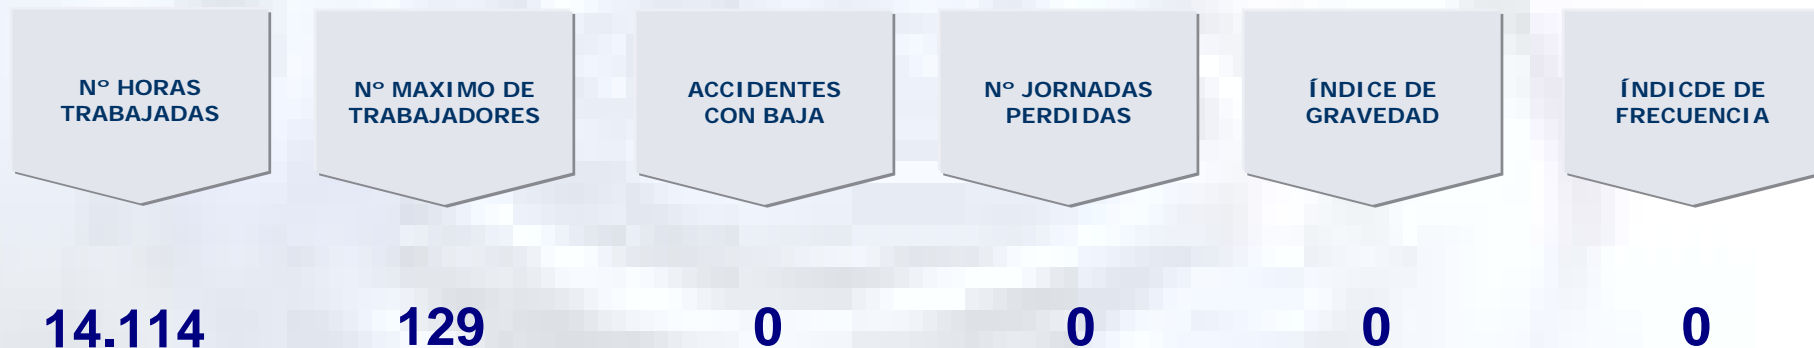 Nº HORAS
TRABAJADAS
Nº MAXIMO DE
TRABAJADORES
ACCIDENTES
CON BAJA
Nº JORNADAS
PERDIDAS
ÍNDICE DE
GRAVEDAD
ÍNDICDE DE
FRECUENCIA
14.114
129
0
0
0
0